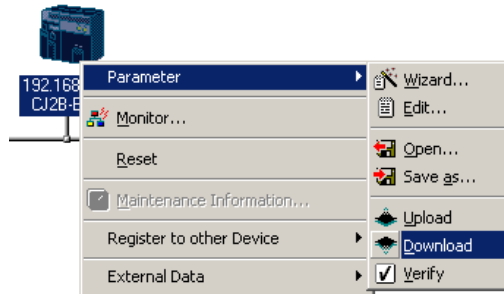 192.168
CJ2B-E
Parameter
Monitor...
Reset
Maintenance Information...
Register to other Device
External Data
Wizard...
Edit...
Open...
Save as...
Upload
Download
Verify